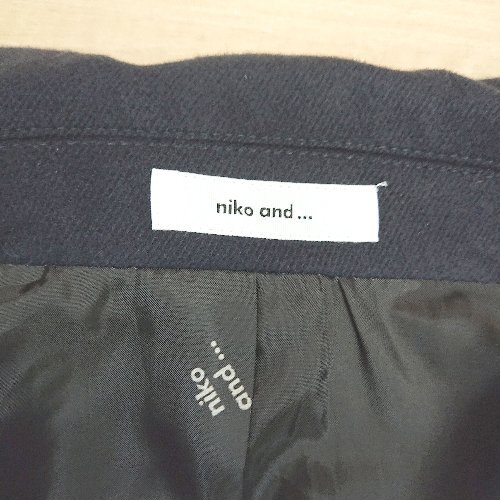 niko and ...
niko
and ...